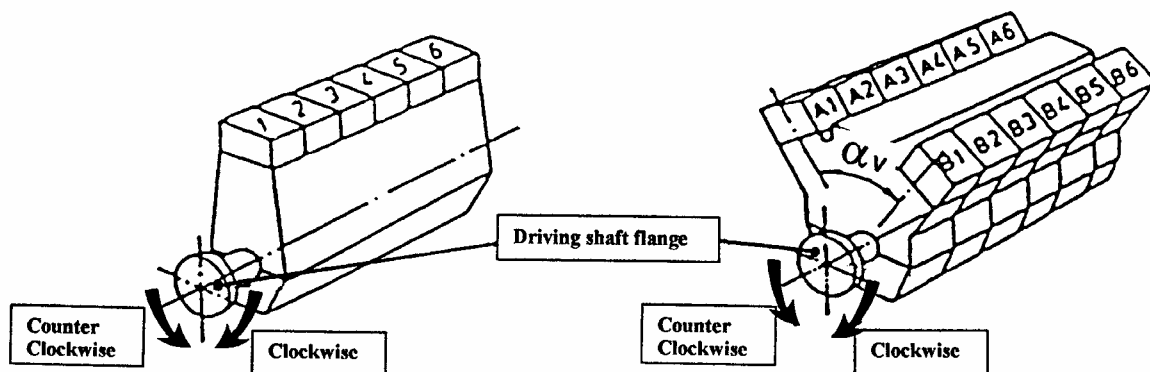 1 2 3 4 5 6
A1 A2 A3 A4 A5 A6
B1 B2 B3 B4 B5 B6
αv
Driving shaft flange
Counter
Clockwise
Clockwise
Counter
Clockwise
Clockwise